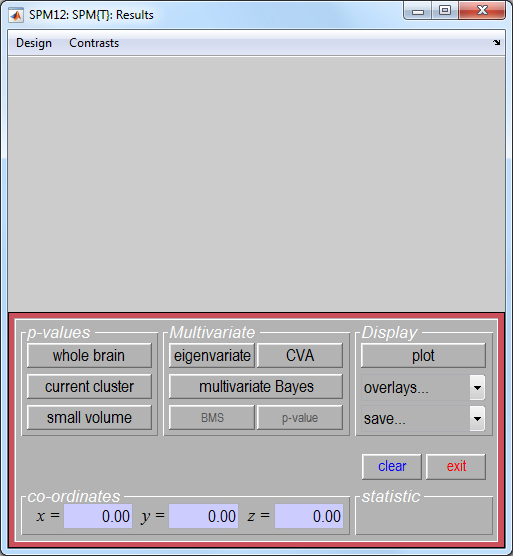 SPM12: SPM{T}: Results
Design Contrasts
p-values Multivariate Display
whole brain eigenvariate CVA plot
current cluster multivariate Bayes overlays...
small volume BMS p-value save...
clear exit
co-ordinates statistic
x = 0.00 y = 0.00 z = 0.00